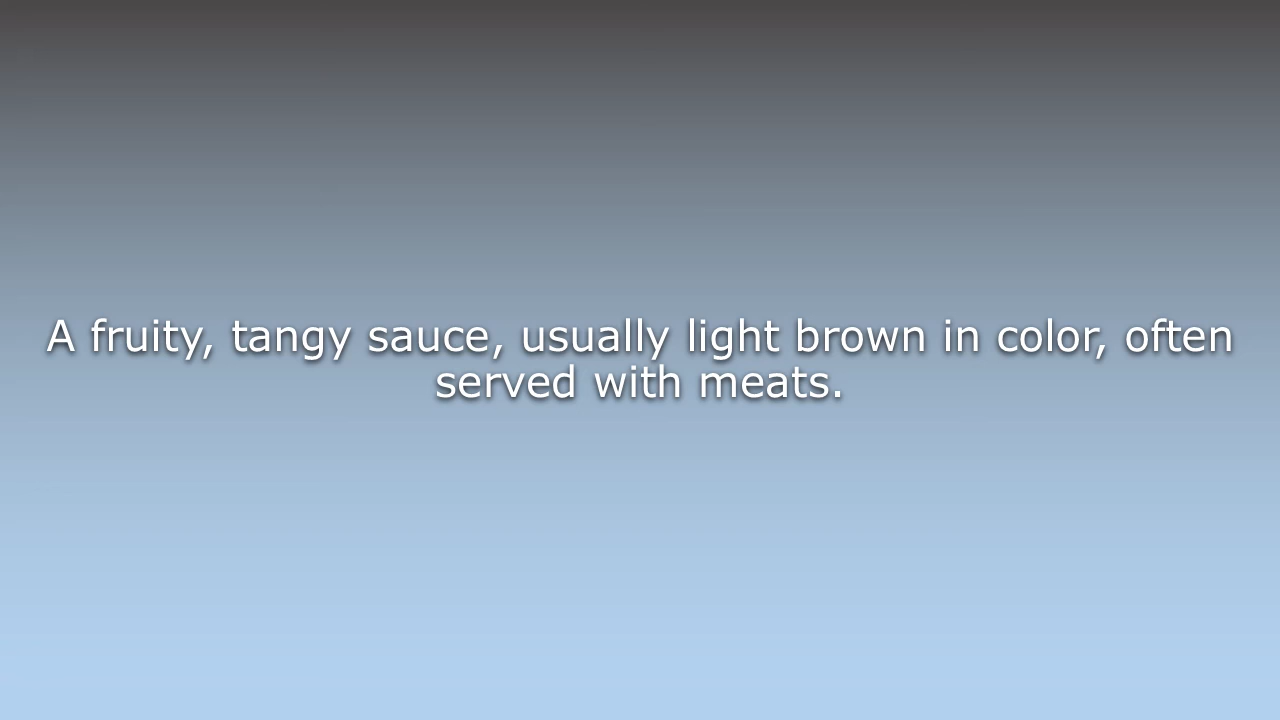 A fruity, tangy sauce, usually light brown in color, often
served with meats.